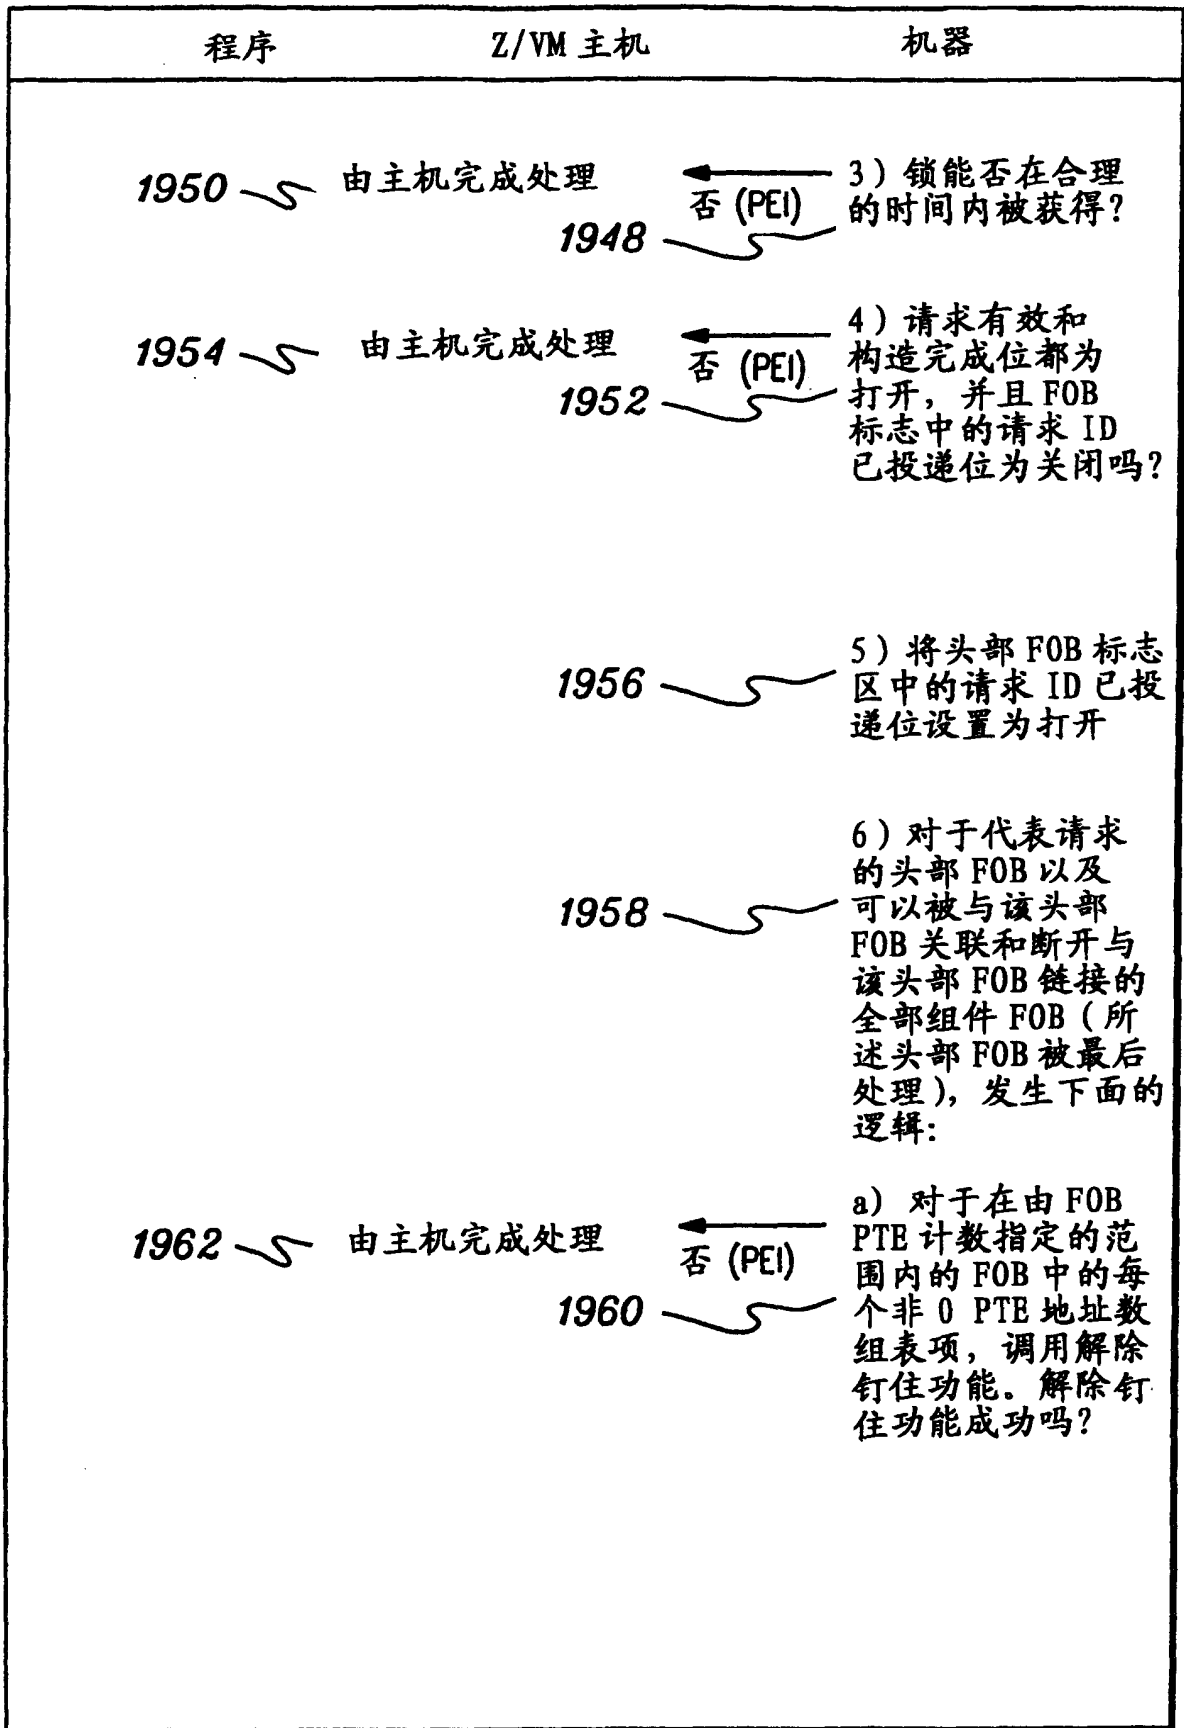 程序 Z/VM 主机 机器
1950 由主机完成处理 3) 锁能否在合理
否 (PEI) 的时间内被获得?
1948
1954 由主机完成处理 4) 请求有效和
否 (PEI) 构造完成位都为
1952 打开, 并且 FOB
标志中的请求 ID
已投递位为关闭吗?
5) 将头部 FOB 标志
1956 区中的请求 ID 已投
递位设置为打开
6) 对于代表请求
的头部 FOB 以及
1958 可以被与该头部
FOB 关联和断开与
该头部 FOB 链接的
全部组件 FOB (所
述头部 FOB 被最后
处理), 发生下面的
逻辑:
a) 对于在由 FOB
1962 由主机完成处理 PTE 计数指定的范
否 (PEI) 围内的 FOB 中的每
1960 个非 0 PTE 地址数
组表项, 调用解除
钉住功能。解除钉
住功能成功吗?